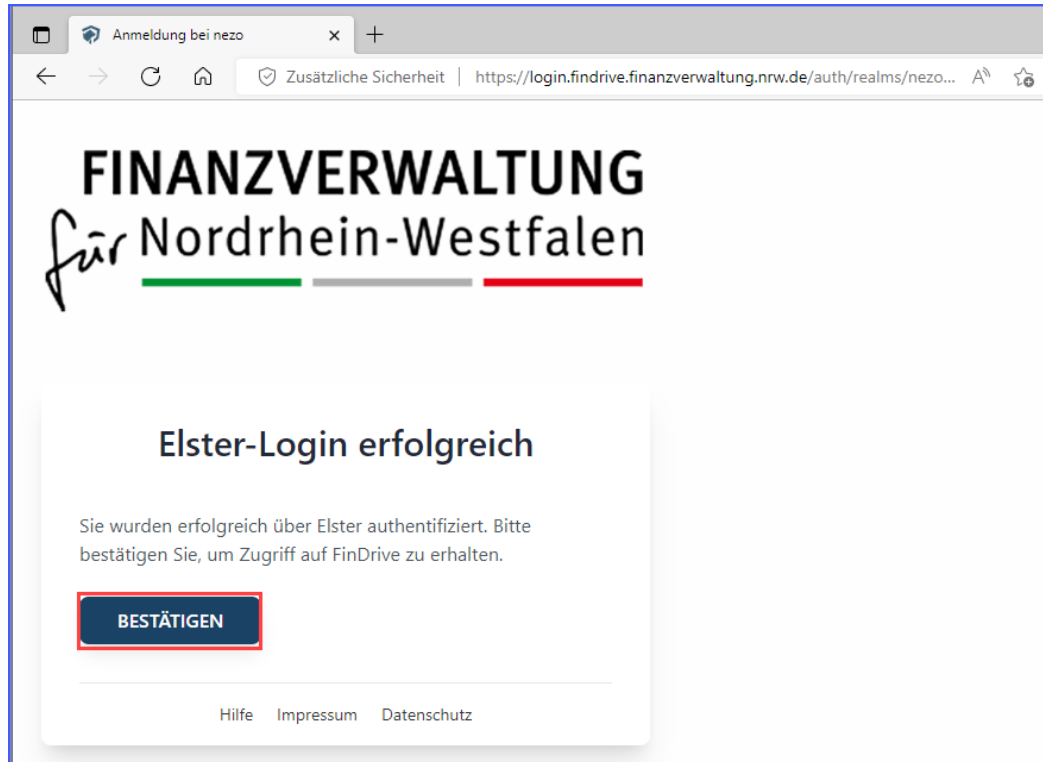 Anmeldung bei nezo
Zusätzliche Sicherheit | https://login.findrive.finanzverwaltung.nrw.de/auth/realms/nezo...
FINANZVERWALTUNG
für Nordrhein-Westfalen
Elster-Login erfolgreich
Sie wurden erfolgreich über Elster authentifiziert. Bitte
bestätigen Sie, um Zugriff auf FinDrive zu erhalten.
BESTÄTIGEN
Hilfe Impressum Datenschutz